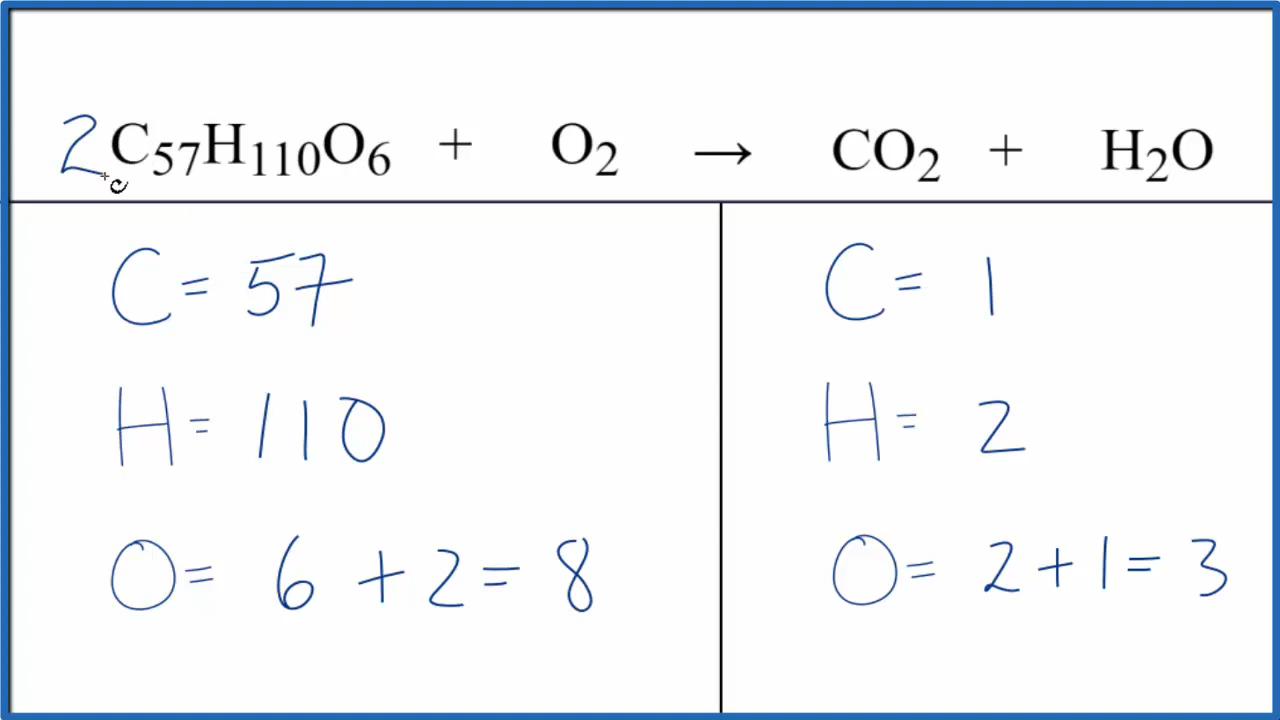 2C₅₇H₁₁₀O₆ + O₂ → CO₂ + H₂O
C = 57
H = 110
O = 6 + 2 = 8
C = 1
H = 2
O = 2 + 1 = 3